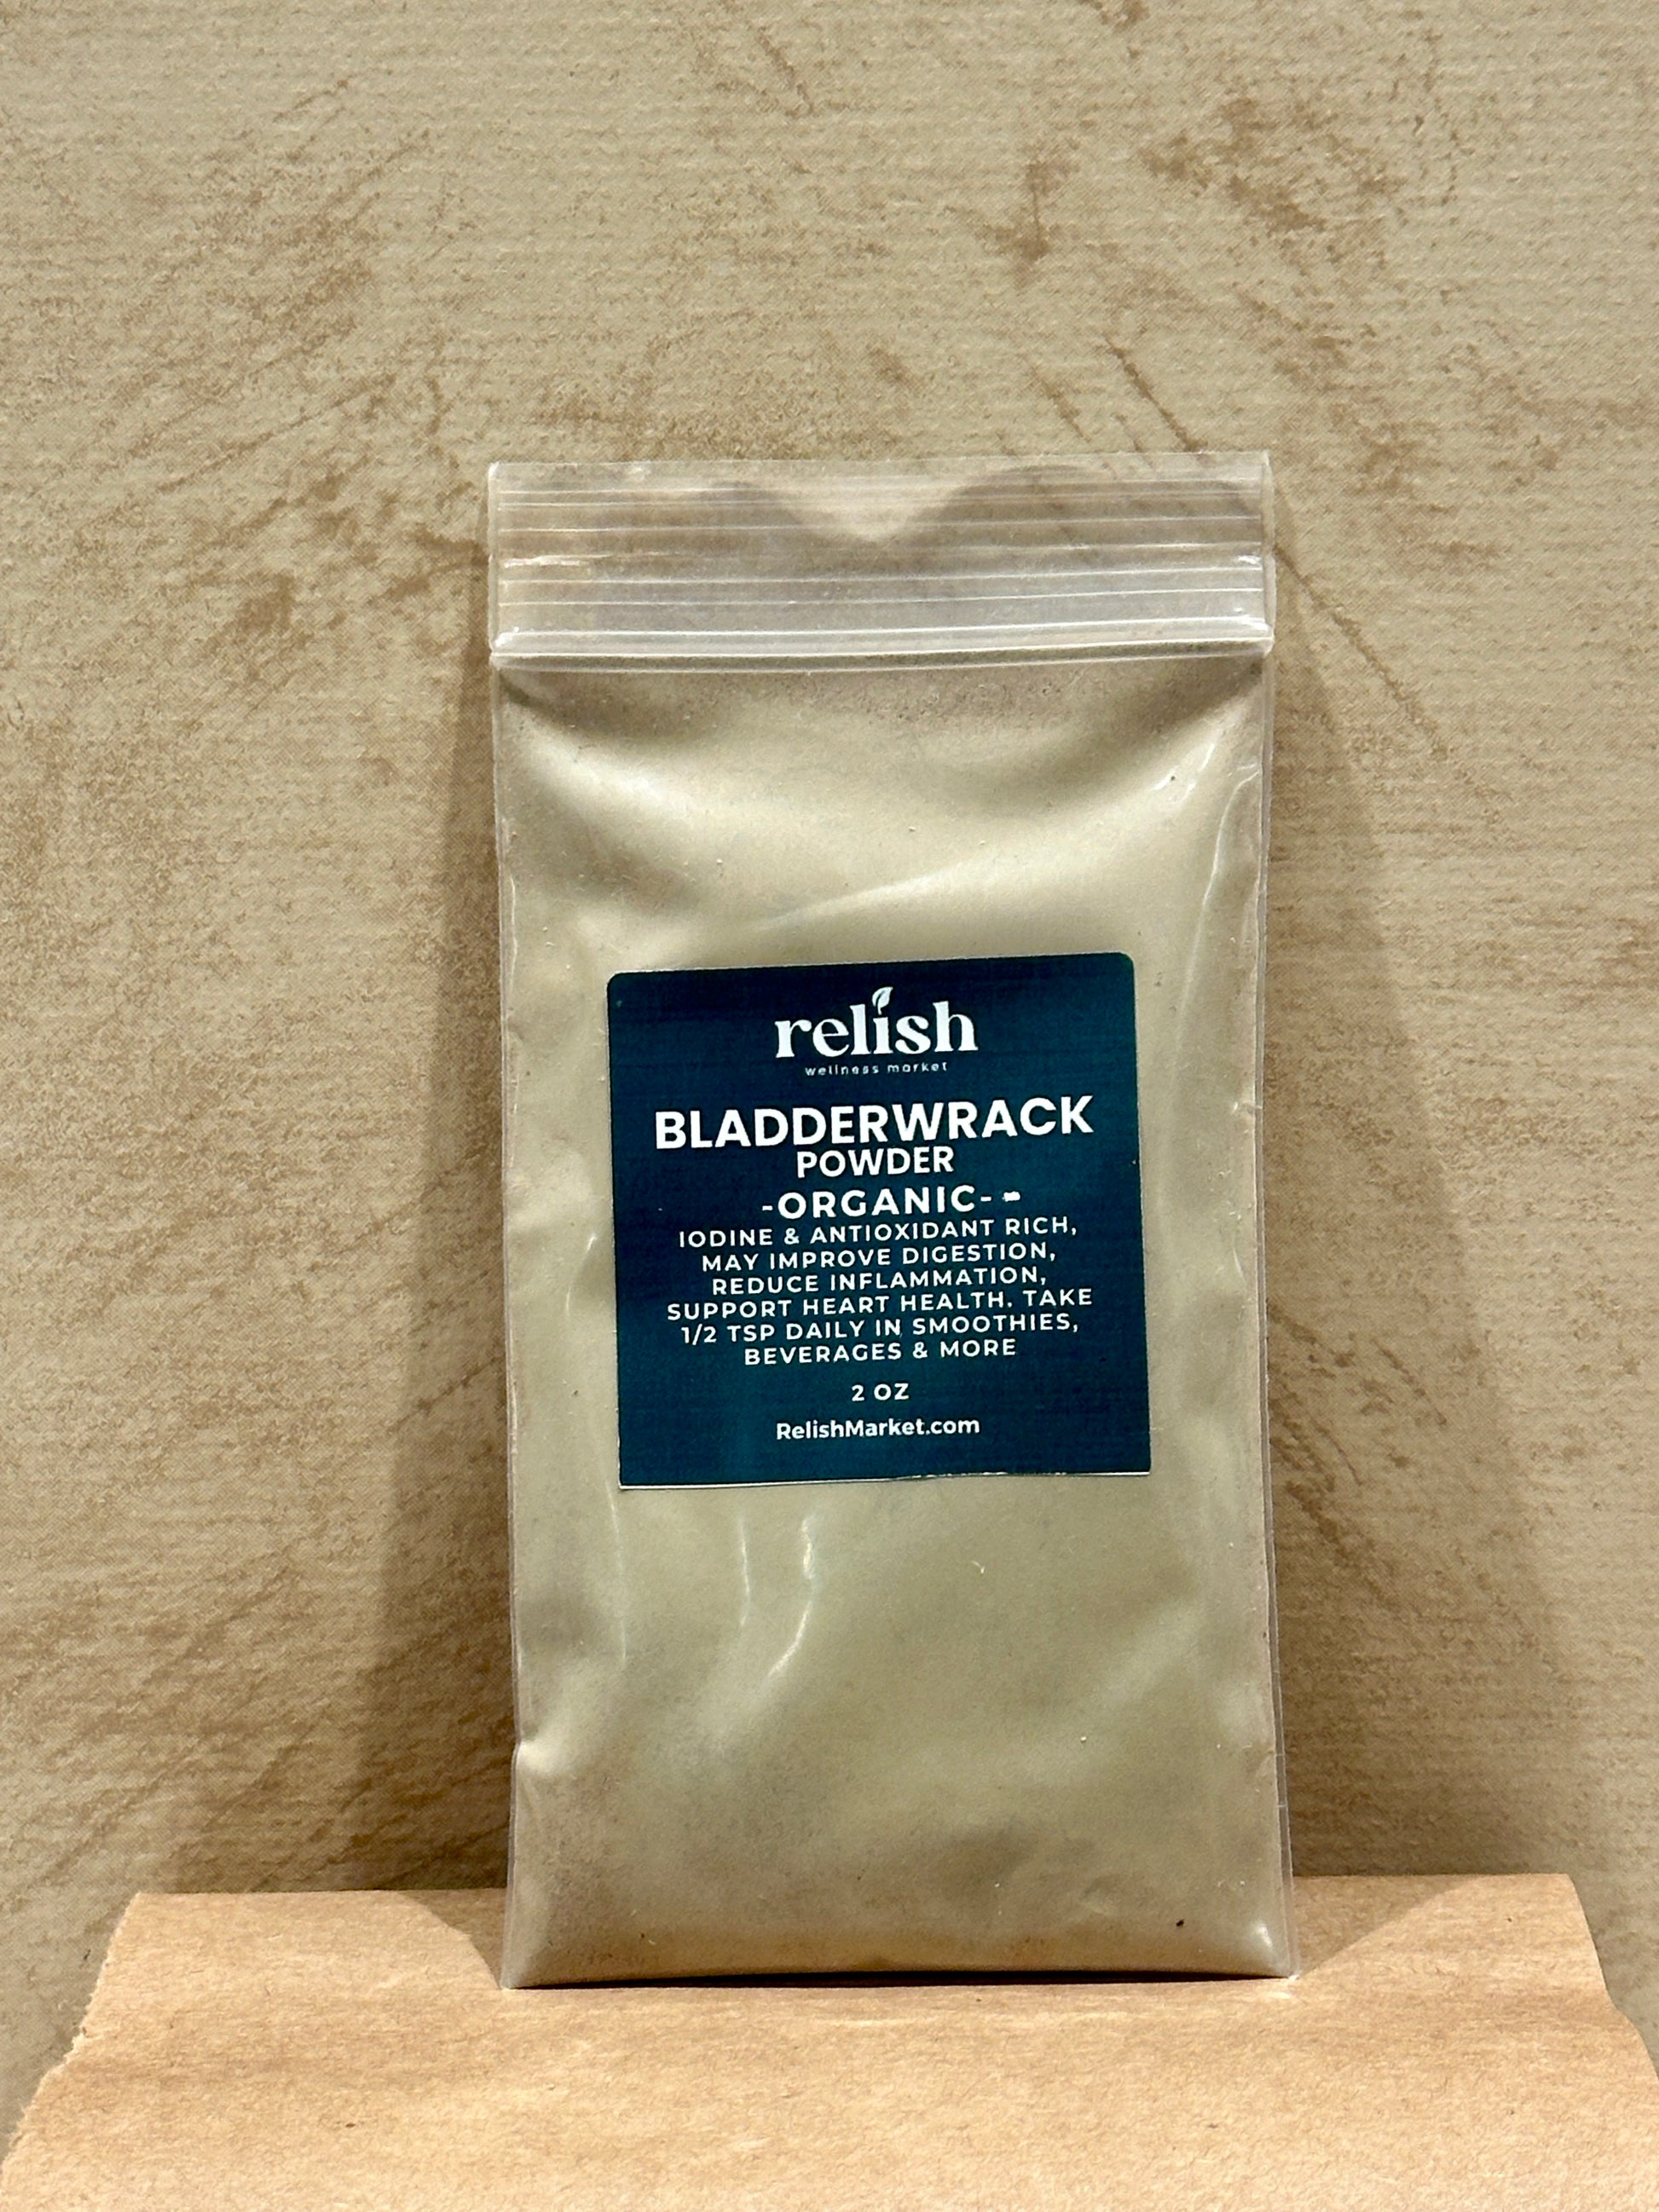 relish
wellness market
BLADDERWRACK
POWDER
-ORGANIC- -
IODINE & ANTIOXIDANT RICH,
MAY IMPROVE DIGESTION,
REDUCE INFLAMMATION,
SUPPORT HEART HEALTH. TAKE
1/2 TSP DAILY IN SMOOTHIES,
BEVERAGES & MORE
2 OZ
RelishMarket.com